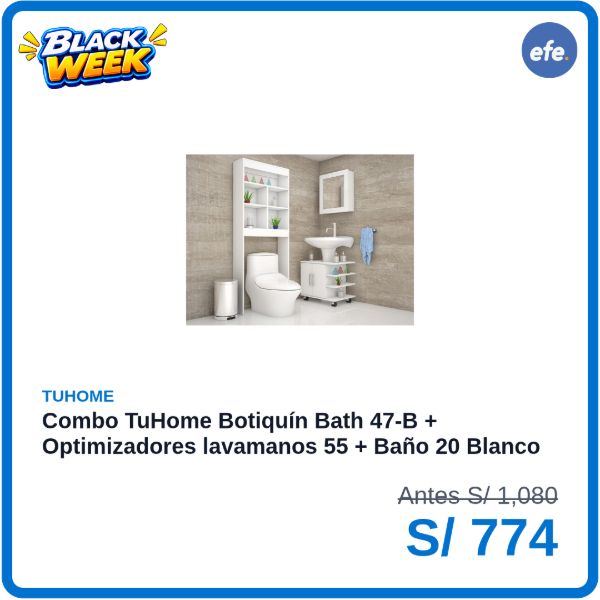 BLACK
WEEK
efe.
TUHOME
Combo TuHome Botiquín Bath 47-B +
Optimizadores lavamanos 55 + Baño 20 Blanco
Antes S/ 1,080
S/ 774